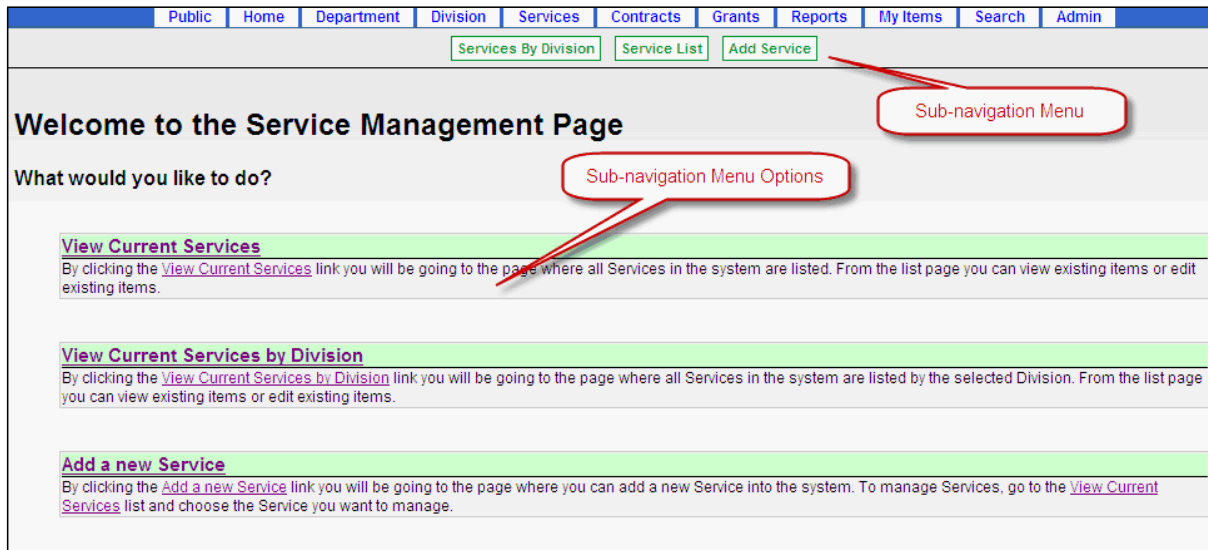 Public Home Department Division Services Contracts Grants Reports My Items Search Admin
Services By Division Service List Add Service
Sub-navigation Menu
Welcome to the Service Management Page
Sub-navigation Menu Options
What would you like to do?
View Current Services
By clicking the View Current Services link you will be going to the page where all Services in the system are listed. From the list page you can view existing items or edit
existing items.
View Current Services by Division
By clicking the View Current Services by Division link you will be going to the page where all Services in the system are listed by the selected Division. From the list page
you can view existing items or edit existing items.
Add a new Service
By clicking the Add a new Service link you will be going to the page where you can add a new Service into the system. To manage Services, go to the View Current
Services list and choose the Service you want to manage.